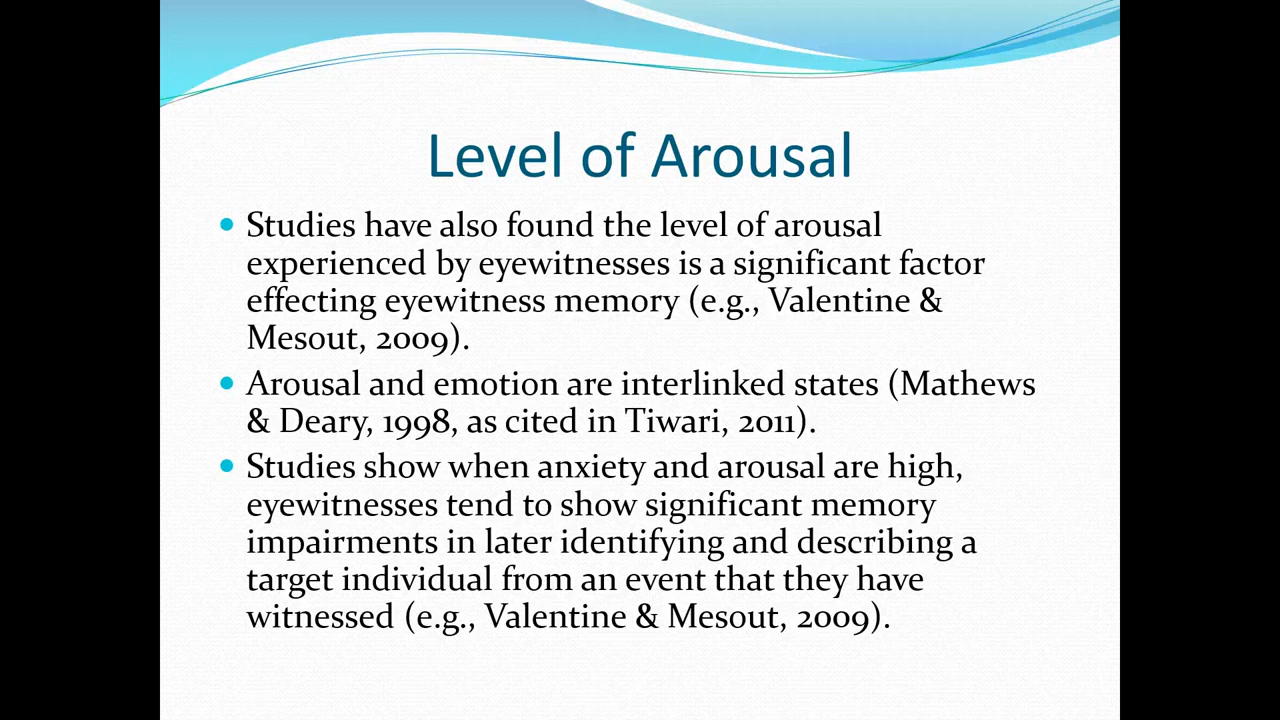 Level of Arousal
• Studies have also found the level of arousal
experienced by eyewitnesses is a significant factor
effecting eyewitness memory (e.g., Valentine &
Mesout, 2009).
• Arousal and emotion are interlinked states (Mathews
& Deary, 1998, as cited in Tiwari, 2011).
• Studies show when anxiety and arousal are high,
eyewitnesses tend to show significant memory
impairments in later identifying and describing a
target individual from an event that they have
witnessed (e.g., Valentine & Mesout, 2009).